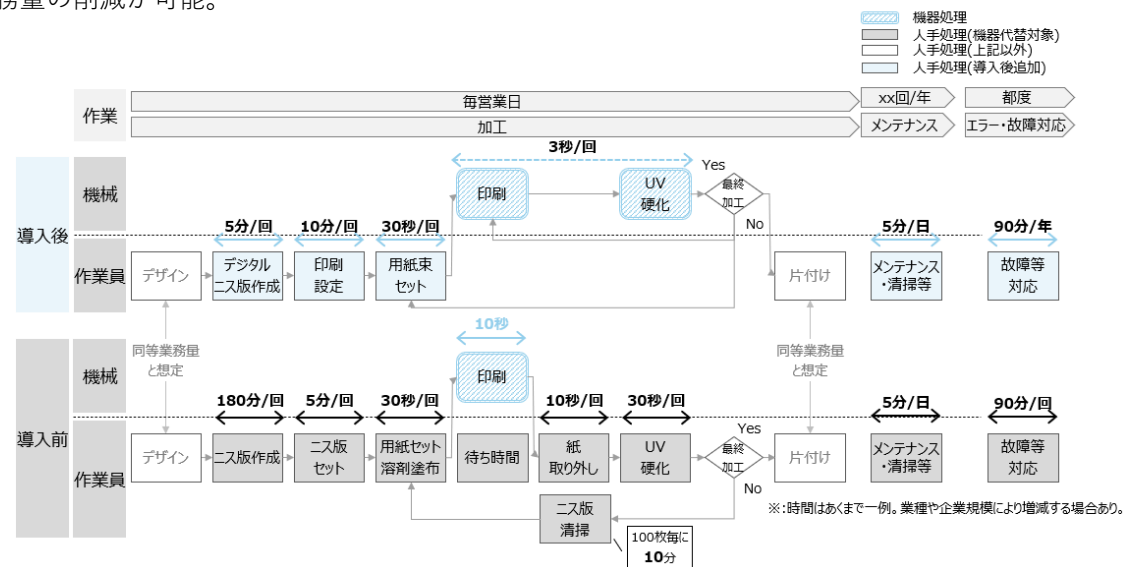 務量の削減が可能。
機器処理
人手処理(機器代替対象)
人手処理(上記以外)
人手処理(導入後追加)
作業
毎営業日
xx回/年
都度
加工
メンテナンス
エラー・故障対応
導入後
機械
3秒/回
印刷
UV
硬化
Yes
最終
加工
No
作業員
5分/回
10分/回
30秒/回
5分/日
90分/年
デザイン
デジタル
ニス版作成
印刷
設定
用紙束
セット
片付け
メンテナンス
・清掃等
故障等
対応
同等業務量
と想定
同等業務量
と想定
導入前
機械
10秒
印刷
作業員
180分/回
5分/回
30秒/回
10秒/回
30秒/回
5分/日
90分/回
デザイン
ニス版作成
ニス版
セット
用紙セット
溶剤塗布
待ち時間
紙
取り外し
UV
硬化
Yes
最終
加工
No
片付け
メンテナンス
・清掃等
故障等
対応
ニス版
清掃
100枚毎に
10分
※:時間はあくまで一例。業種や企業規模により増減する場合あり。